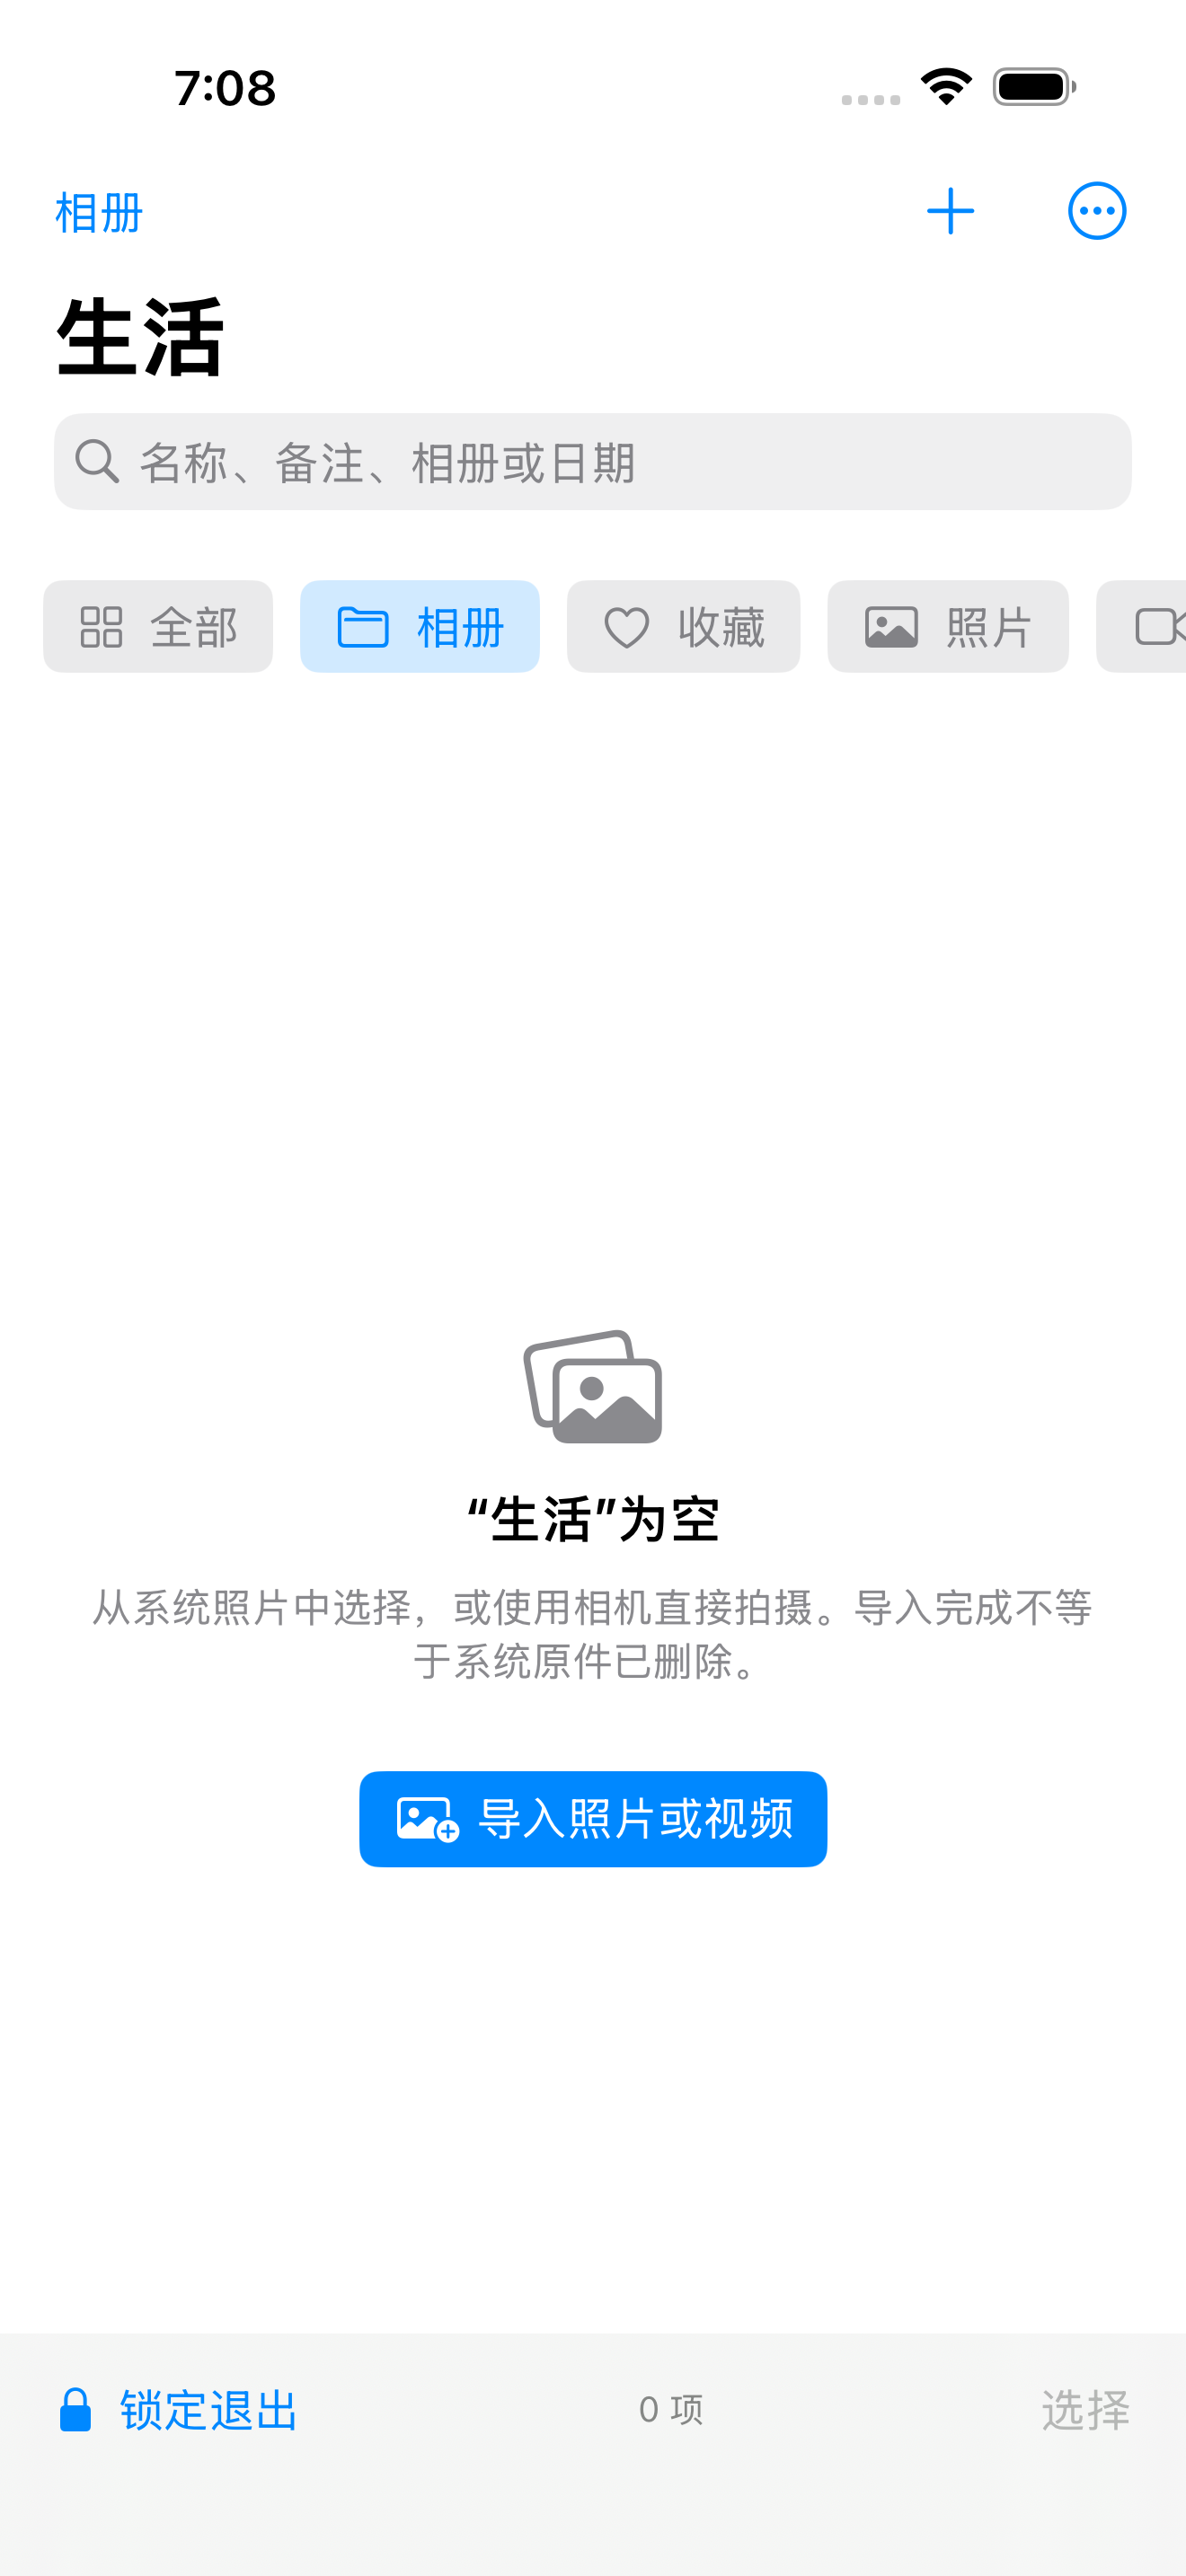 7:08
相册
生活
名称、备注、相册或日期
全部
相册
收藏
照片
“生活”为空
从系统照片中选择，或使用相机直接拍摄。导入完成不等
于系统原件已删除。
导入照片或视频
锁定退出
0 项
选择